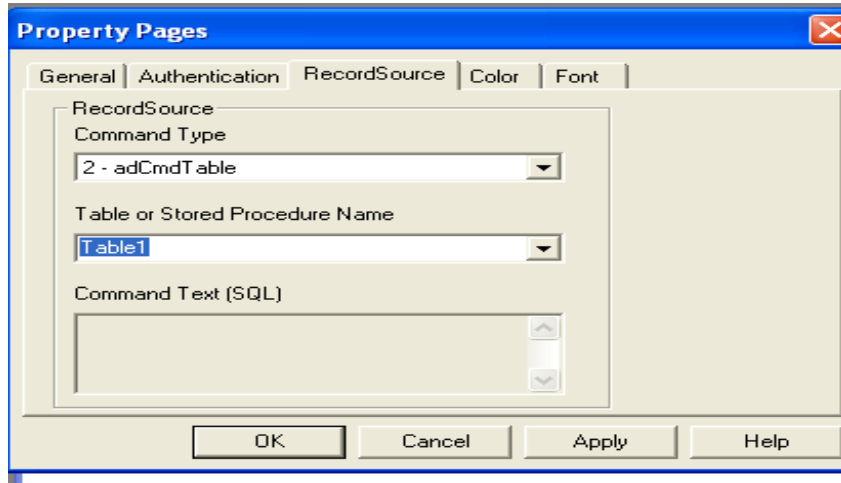 Property Pages
General Authentication RecordSource Color Font
RecordSource
Command Type
2 - adCmdTable
Table or Stored Procedure Name
Table1
Command Text (SQL)
OK Cancel Apply Help